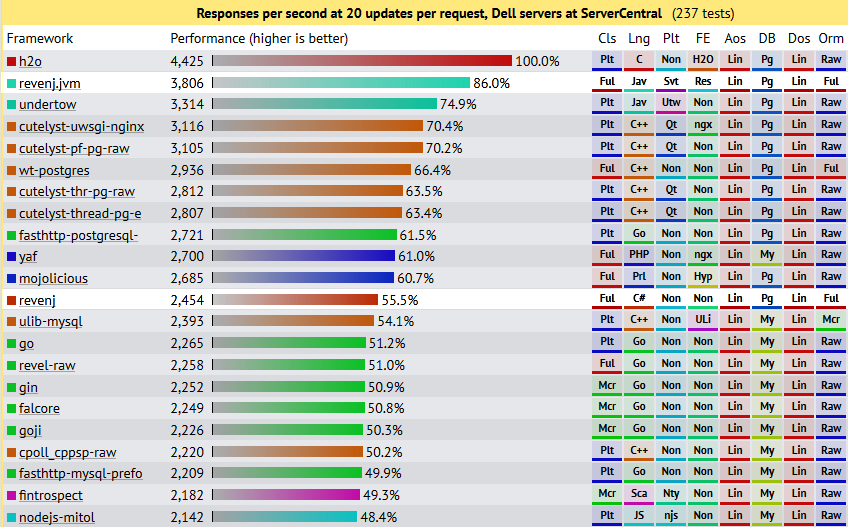 Responses per second at 20 updates per request, Dell servers at ServerCentral (237 tests)
Framework Performance (higher is better) Cls Lng Plt FE Aos DB Dos Orm
h2o 4,425 100.0% Plt C Non H2O Lin Pg Lin Raw
revenj.jvm 3,806 86.0% Ful Jav Svt Res Lin Pg Lin Ful
undertow 3,314 74.9% Plt Jav Utw Non Lin Pg Lin Raw
cutelyst-uwsgi-nginx 3,116 70.4% Plt C++ Qt ngx Lin Pg Lin Raw
cutelyst-pf-pg-raw 3,105 70.2% Plt C++ Qt Non Lin Pg Lin Raw
wt-postgres 2,936 66.4% Ful C++ Non Non Lin Pg Lin Ful
cutelyst-thr-pg-raw 2,812 63.5% Plt C++ Qt Non Lin Pg Lin Raw
cutelyst-thread-pg-e 2,807 63.4% Plt C++ Qt Non Lin Pg Lin Raw
fasthttp-postgresql- 2,721 61.5% Plt Go Non Non Lin Pg Lin Raw
yaf 2,700 61.0% Ful PHP Non ngx Lin My Lin Raw
mojolicious 2,685 60.7% Ful Prl Non Hyp Lin Pg Lin Raw
revenj 2,454 55.5% Ful C# Non Non Lin Pg Lin Ful
ulib-mysql 2,393 54.1% Plt C++ Non ULi Lin My Lin Mcr
go 2,265 51.2% Plt Go Non Non Lin My Lin Raw
revel-raw 2,258 51.0% Ful Go Non Non Lin My Lin Raw
gin 2,252 50.9% Mcr Go Non Non Lin My Lin Raw
falcore 2,249 50.8% Mcr Go Non Non Lin My Lin Raw
goji 2,226 50.3% Mcr Go Non Non Lin My Lin Raw
cpoll_cppsp-raw 2,220 50.2% Plt C++ Non Non Lin My Lin Raw
fasthttp-mysql-prefo 2,209 49.9% Plt Go Non Non Lin My Lin Raw
fintrospect 2,182 49.3% Mcr Sca Nty Non Lin My Lin Raw
nodejs-mitol 2,142 48.4% Plt JS njs Non Lin My Lin Raw